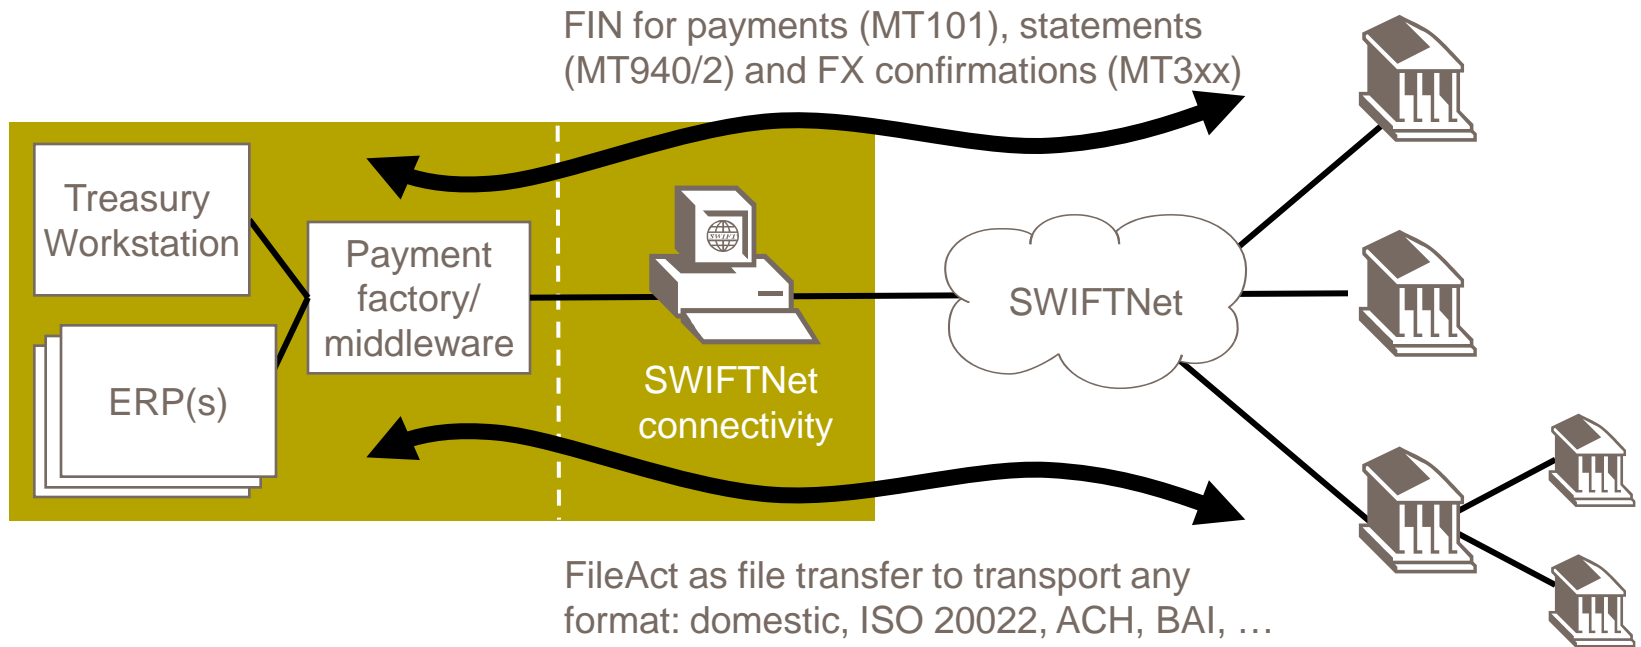 FIN for payments (MT101), statements
(MT940/2) and FX confirmations (MT3xx)
Treasury
Workstation
Payment
factory/
middleware
ERP(s)
SWIFT
SWIFTNet
connectivity
SWIFTNet
FileAct as file transfer to transport any
format: domestic, ISO 20022, ACH, BAI, …